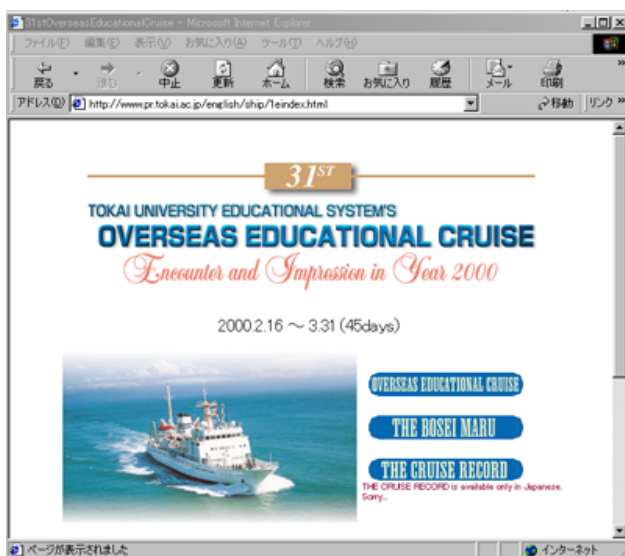 31stOverseasEducationalCruise - Microsoft Internet Explorer
ファイル(F) 編集(E) 表示(V) お気に入り(A) ツール(T) ヘルプ(H)
戻る 進む 中止 更新 ホーム 検索 お気に入り 履歴 メール 印刷 »
アドレス(D) http://www.pr.tokai.ac.jp/english/ship/1eindex.html 移動 リンク »
31ST
TOKAI UNIVERSITY EDUCATIONAL SYSTEM'S
OVERSEAS EDUCATIONAL CRUISE
Encounter and Impression in Year 2000
2000.2.16 ~ 3.31 (45days)
OVERSEAS EDUCATIONAL CRUISE
THE BOSEI MARU
THE CRUISE RECORD
THE CRUISE RECORD is available only in Japanese.
Sorry...
ページが表示されました インターネット